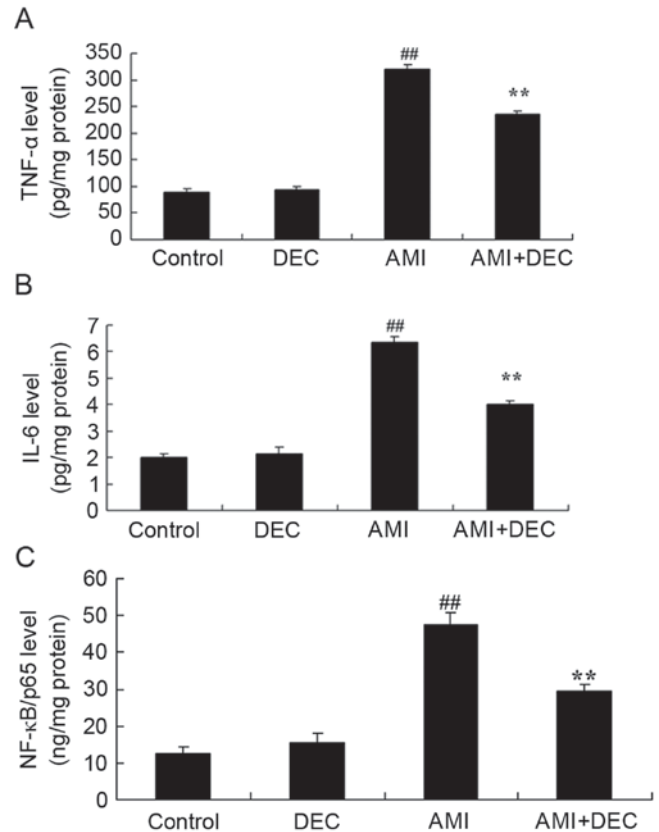 A
TNF-α level
(pg/mg protein)
350
300
250
200
150
100
50
0
##
**
Control DEC AMI AMI+DEC
B
IL-6 level
(pg/mg protein)
7
6
5
4
3
2
1
0
##
**
Control DEC AMI AMI+DEC
C
NF-κB/p65 level
(ng/mg protein)
60
50
40
30
20
10
0
##
**
Control DEC AMI AMI+DEC